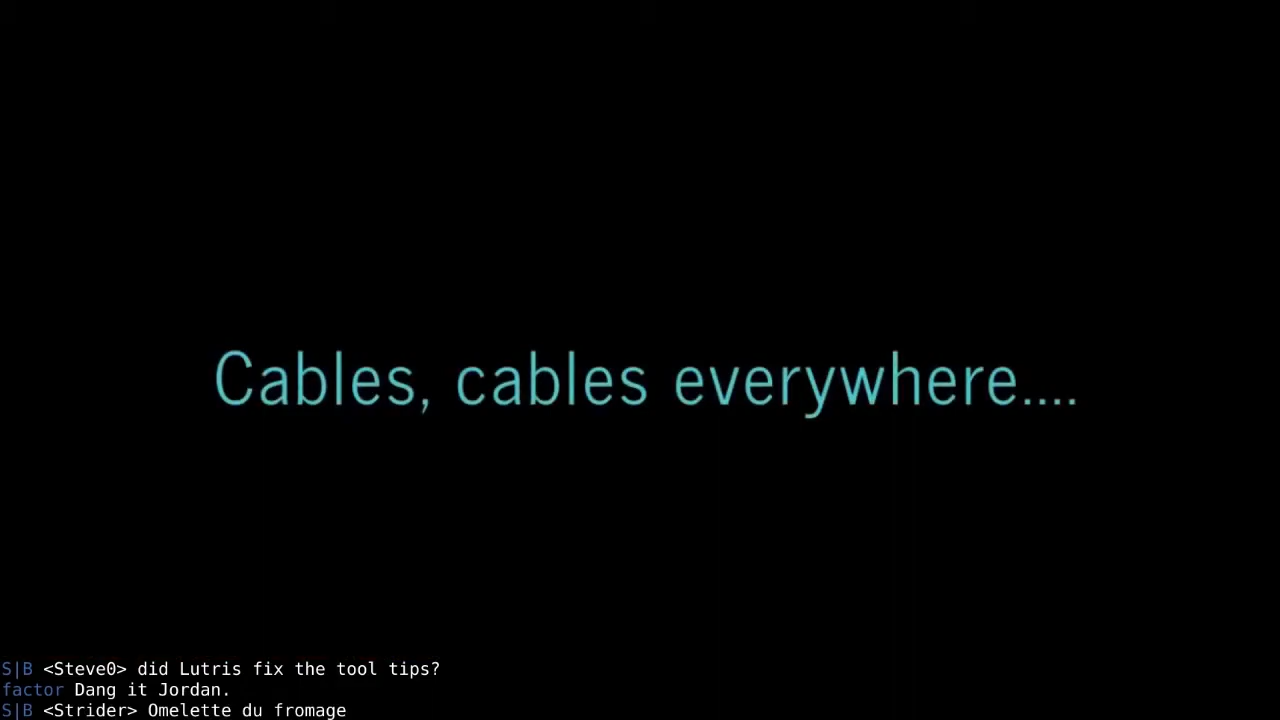 Cables, cables everywhere....
S|B <Steve0> did Lutris fix the tool tips?
factor Dang it Jordan.
S|B <Strider> Omelette du fromage